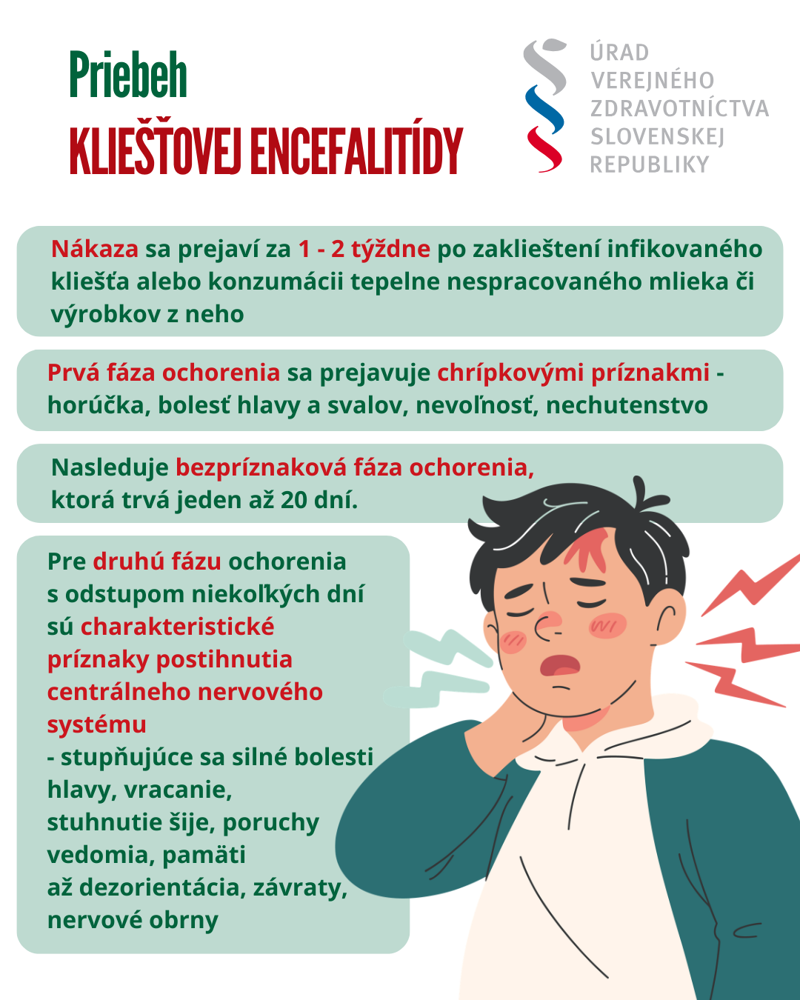 Priebeh
KLIEŠŤOVEJ ENCEFALITÍDY
ÚRAD
VEREJNÉHO
ZDRAVOTNÍCTVA
SLOVENSKEJ
REPUBLIKY
Nákaza sa prejaví za 1 - 2 týždne po zaklieštení infikovaného
kliešťa alebo konzumácii tepelne nespracovaného mlieka či
výrobkov z neho
Prvá fáza ochorenia sa prejavuje chrípkovými príznakmi -
horúčka, bolesť hlavy a svalov, nevoľnosť, nechutenstvo
Nasleduje bezpríznaková fáza ochorenia,
ktorá trvá jeden až 20 dní.
Pre druhú fázu ochorenia
s odstupom niekoľkých dní
sú charakteristické
príznaky postihnutia
centrálneho nervového
systému
- stupňujúce sa silné bolesti
hlavy, vracanie,
stuhnutie šije, poruchy
vedomia, pamäti
až dezorientácia, závraty,
nervové obrny